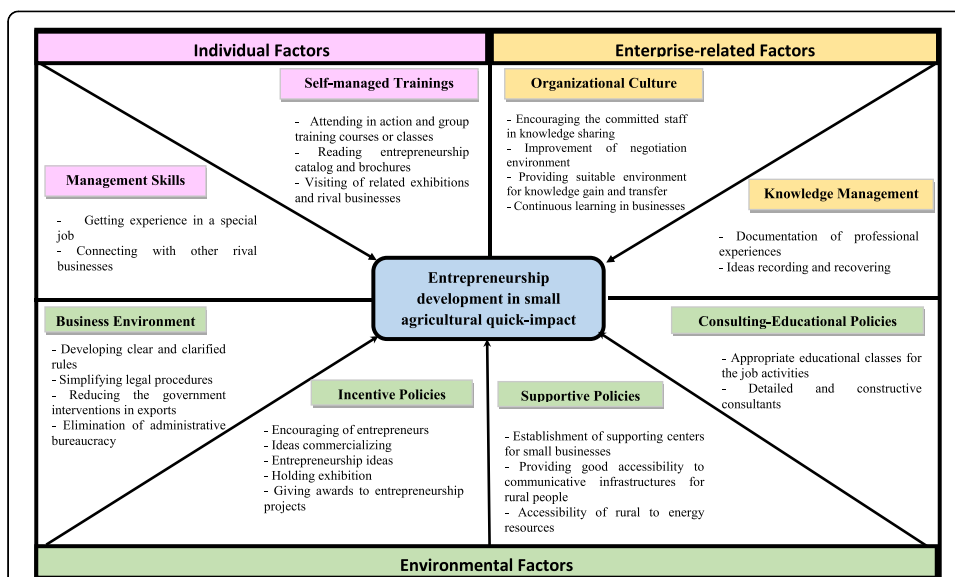 Individual Factors
Enterprise-related Factors
Self-managed Trainings
- Attending in action and group
training courses or classes
- Reading entrepreneurship
catalog and brochures
- Visiting of related exhibitions
and rival businesses
Management Skills
- Getting experience in a special
job
- Connecting with other rival
businesses
Organizational Culture
- Encouraging the committed staff
in knowledge sharing
- Improvement of negotiation
environment
- Providing suitable environment
for knowledge gain and transfer
- Continuous learning in businesses
Knowledge Management
- Documentation of professional
experiences
- Ideas recording and recovering
Entrepreneurship
development in small
agricultural quick-impact
Business Environment
- Developing clear and clarified
rules
- Simplifying legal procedures
- Reducing the government
interventions in exports
- Elimination of administrative
bureaucracy
Incentive Policies
- Encouraging of entrepreneurs
- Ideas commercializing
- Entrepreneurship ideas
- Holding exhibition
- Giving awards to entrepreneurship
projects
Supportive Policies
- Establishment of supporting centers
for small businesses
- Providing good accessibility to
communicative infrastructures for
rural people
- Accessibility of rural to energy
resources
Consulting-Educational Policies
- Appropriate educational classes for
the job activities
- Detailed and constructive
consultants
Environmental Factors